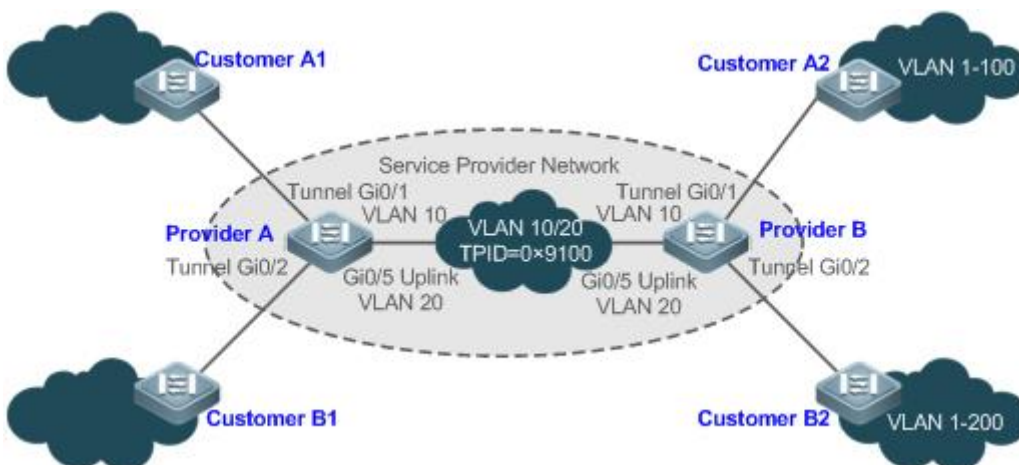 Customer A1
Customer A2
VLAN 1-100
Service Provider Network
Tunnel Gi0/1
VLAN 10
Tunnel Gi0/1
VLAN 10
Provider A
VLAN 10/20
TPID=0×9100
Provider B
Tunnel Gi0/2
Gi0/5 Uplink
VLAN 20
Gi0/5 Uplink
VLAN 20
Tunnel Gi0/2
Customer B1
Customer B2
VLAN 1-200